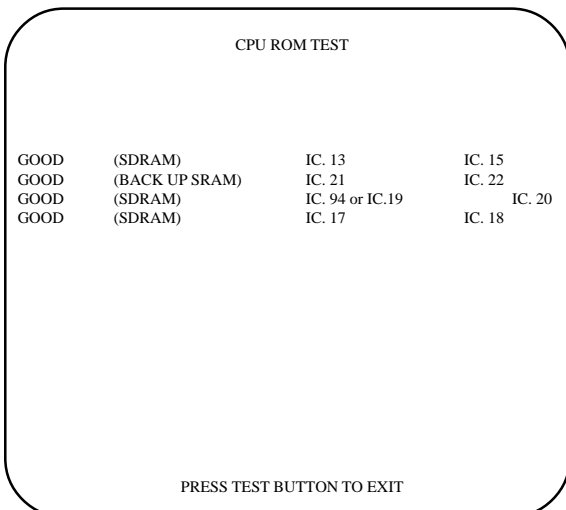 CPU ROM TEST
GOOD (SDRAM) IC. 13 IC. 15
GOOD (BACK UP SRAM) IC. 21 IC. 22
GOOD (SDRAM) IC. 94 or IC.19 IC. 20
GOOD (SDRAM) IC. 17 IC. 18
PRESS TEST BUTTON TO EXIT